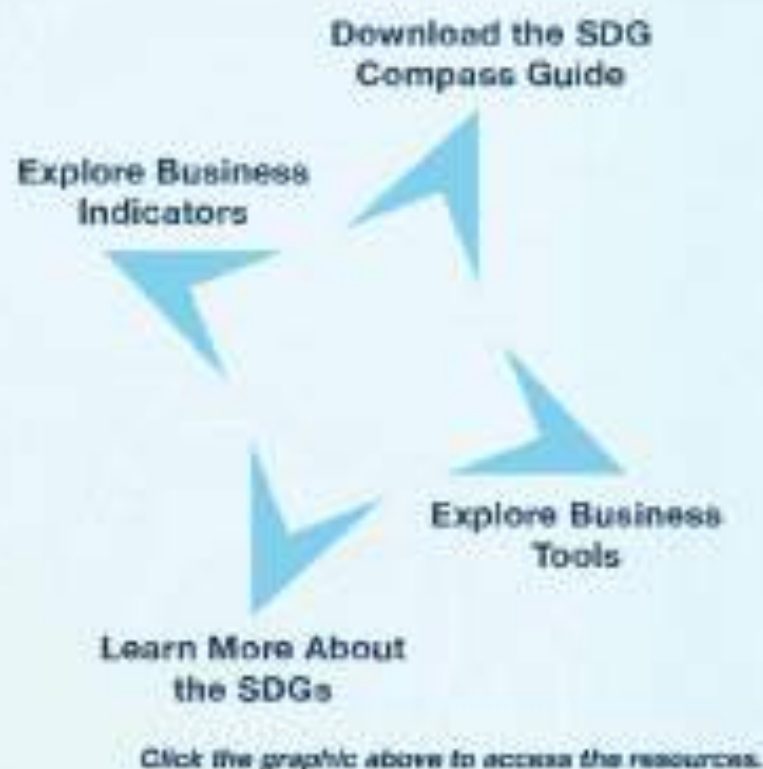 Download the SDG
Compass Guide
Explore Business
Indicators
Explore Business
Tools
Learn More About
the SDGs
Click the graphic above to access the resources.